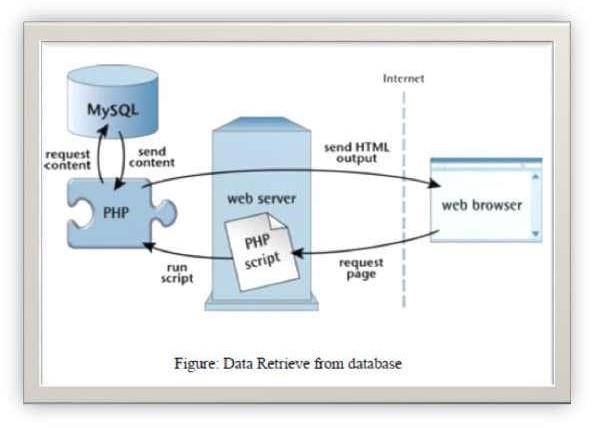 Internet
MySQL
request
content
send
content
send HTML
output
PHP
web server
web browser
PHP
script
run
script
request
page
Figure: Data Retrieve from database